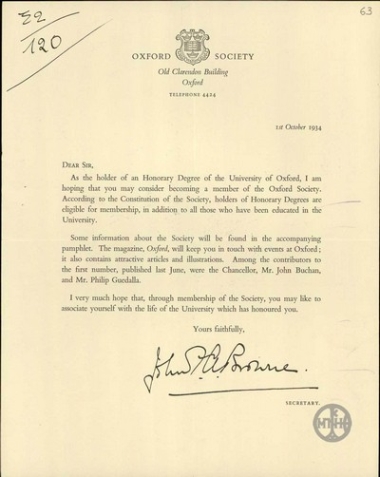 52
120
63
OXFORD SOCIETY
Old Clarendon Building
Oxford
TELEPHONE 4424
1st October 1934
DEAR SIR,
As the holder of an Honorary Degree of the University of Oxford, I am
hoping that you may consider becoming a member of the Oxford Society.
According to the Constitution of the Society, holders of Honorary Degrees are
eligible for membership, in addition to all those who have been educated in the
University.
Some information about the Society will be found in the accompanying
pamphlet. The magazine, Oxford, will keep you in touch with events at Oxford;
it also contains attractive articles and illustrations. Among the contributors to
the first number, published last June, were the Chancellor, Mr. John Buchan,
and Mr. Philip Guedalla.
I very much hope that, through membership of the Society, you may like to
associate yourself with the life of the University which has honoured you.
Yours faithfully,
John Browne.
SECRETARY.